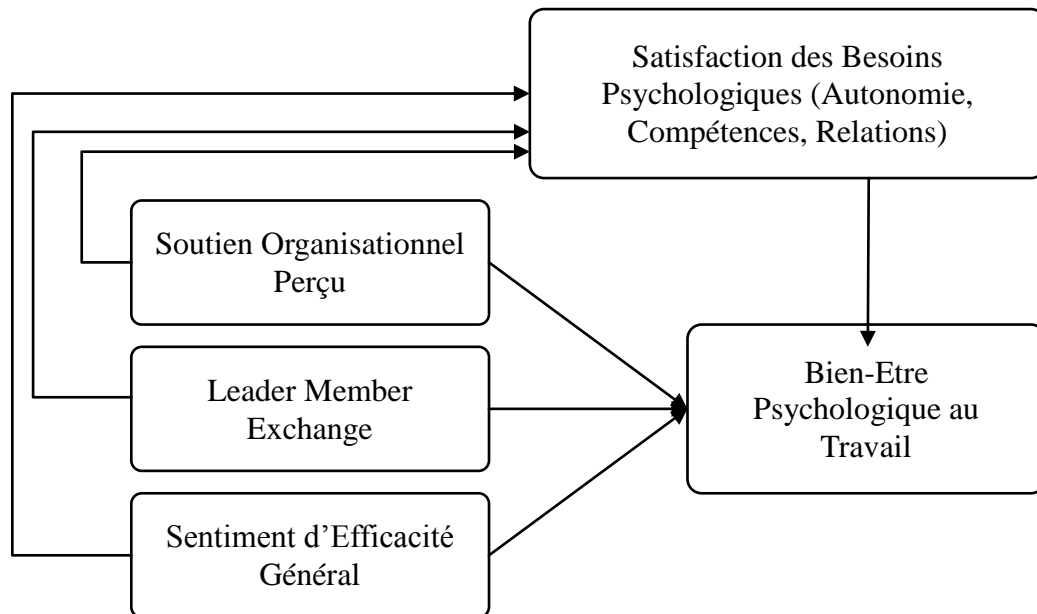 Satisfaction des Besoins
Psychologiques (Autonomie,
Compétences, Relations)
Soutien Organisationnel
Perçu
Leader Member
Exchange
Sentiment d’Efficacité
Général
Bien-Etre
Psychologique au
Travail